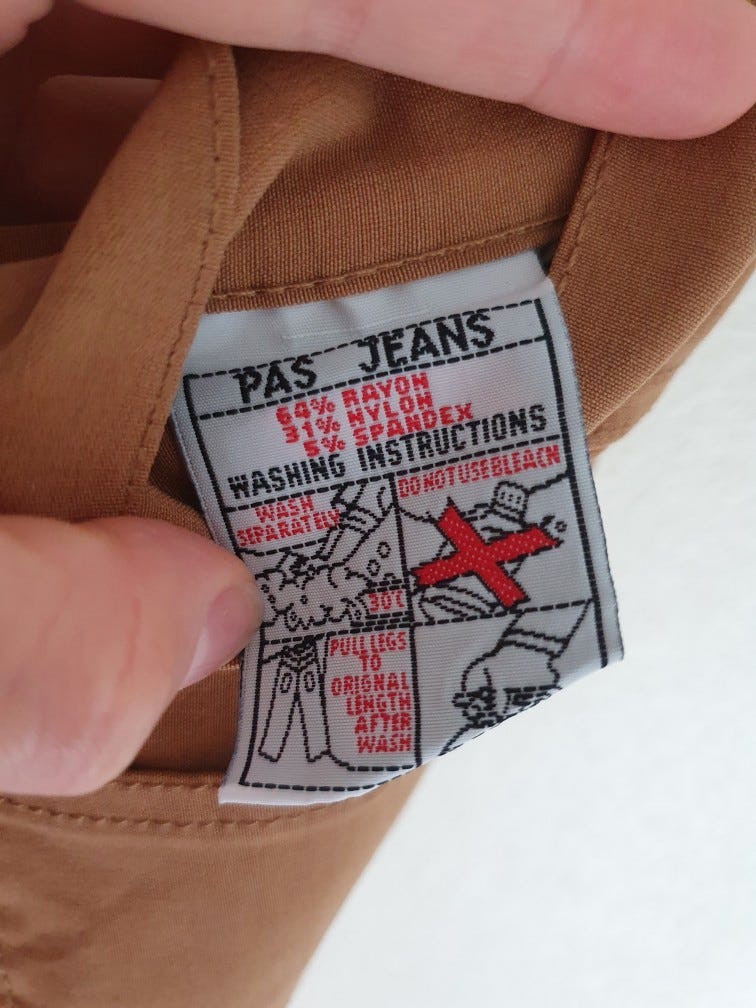 PAS JEANS
64% RAYON
31% NYLON
5% SPANDEX
WASHING INSTRUCTIONS
WASH
SEPARATELY
30°C
DO NOT USE BLEACH
PULL LEGS
TO
ORIGNAL
LENGTH
AFTER
WASH